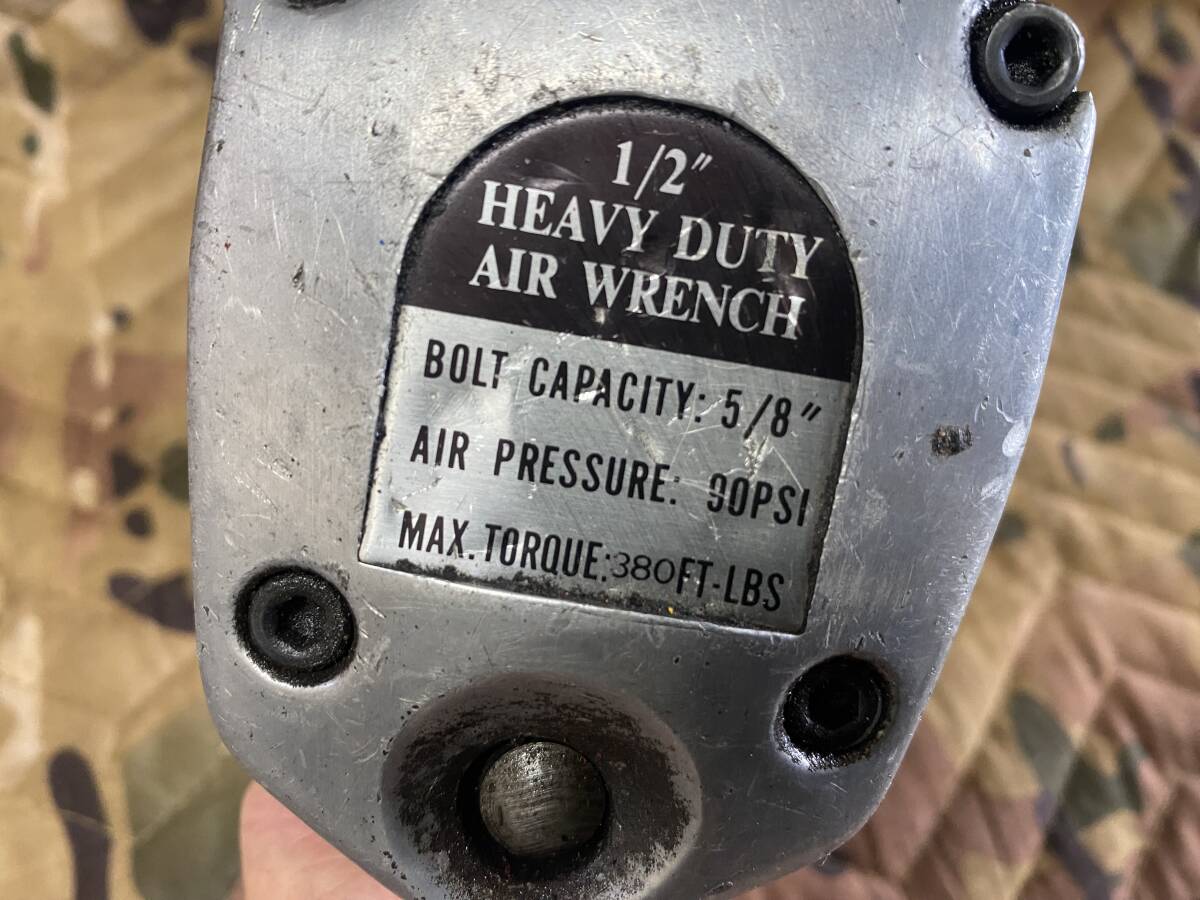 1/2"
HEAVY DUTY
AIR WRENCH
BOLT CAPACITY: 5/8"
AIR PRESSURE: 90PSI
MAX. TORQUE:380FT-LBS